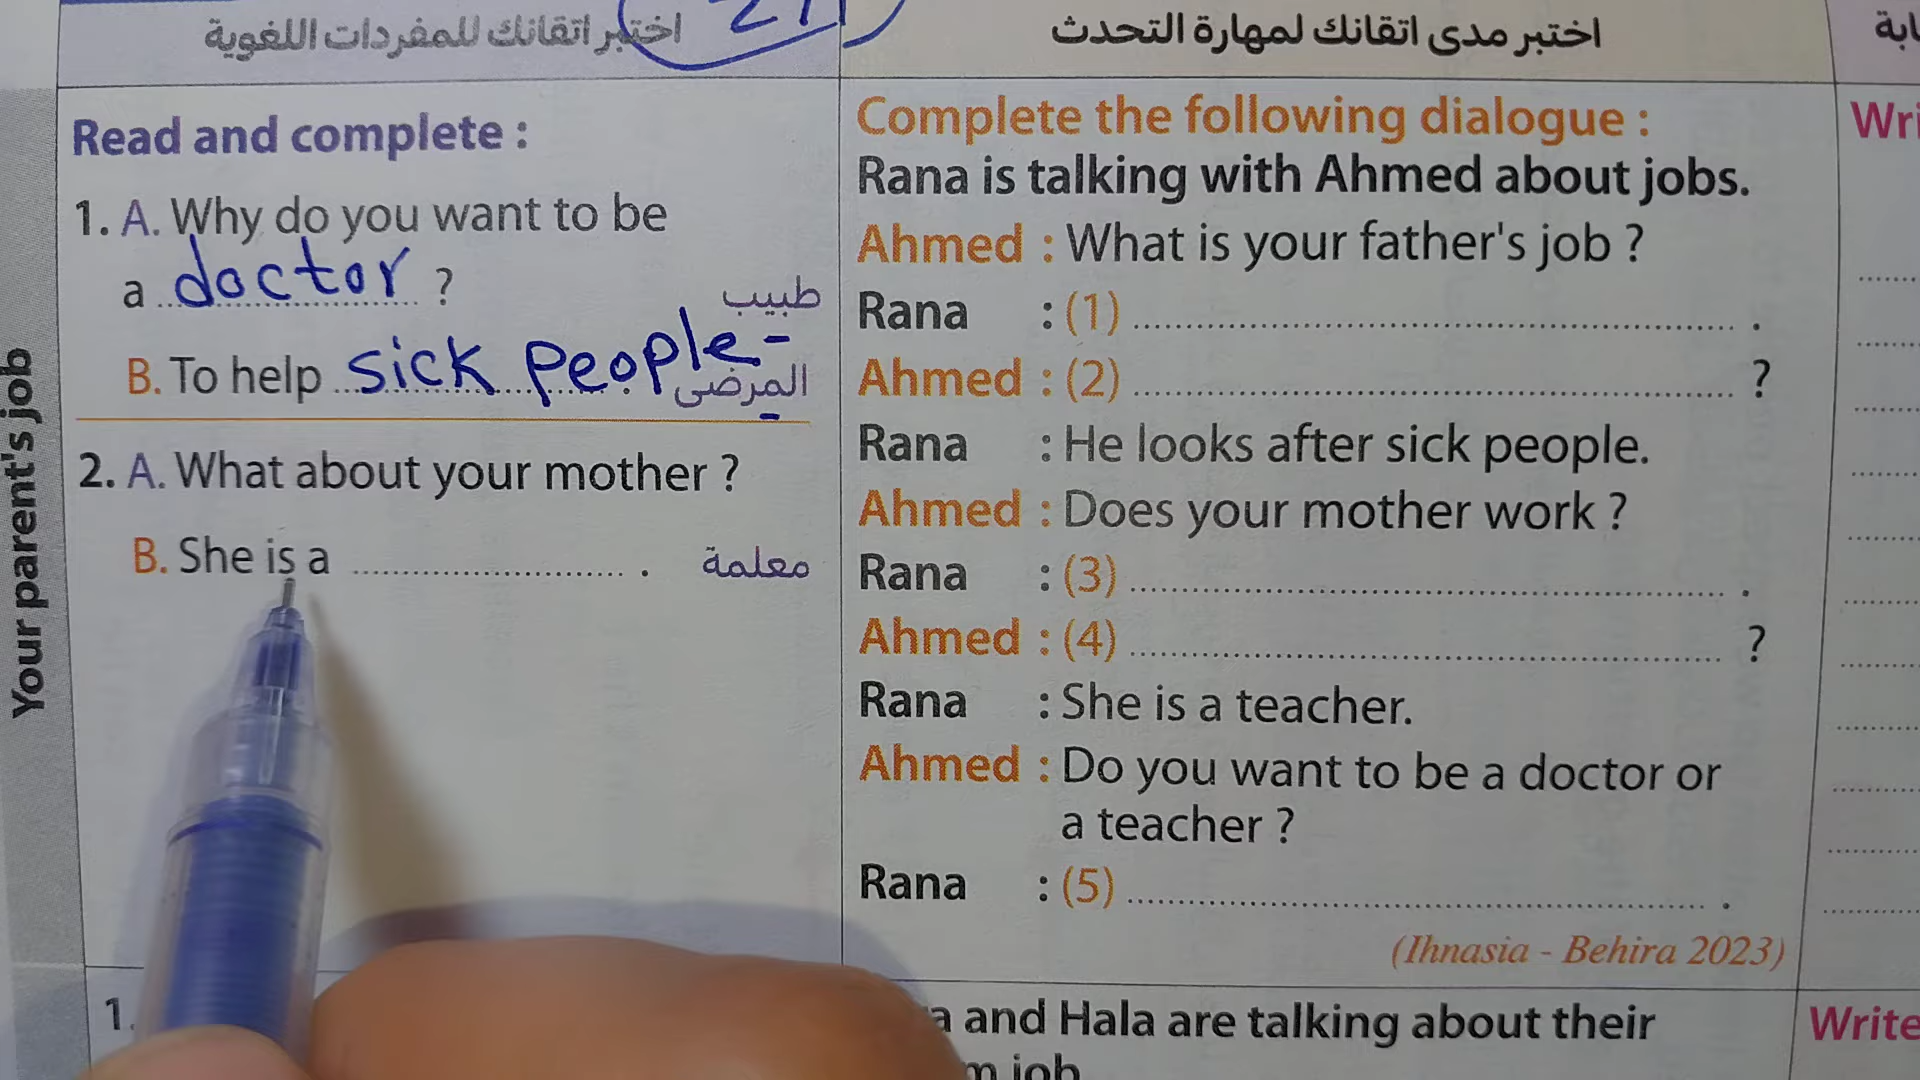 اختبر اتقانك للمفردات اللغوية
اختبر مدى اتقانك لمهارة التحدث
Your parent's job
Read and complete :
1. A. Why do you want to be
a doctor ? طبيب
B. To help sick people- المرضى
2. A. What about your mother ?
B. She is a .......................... . معلمة
1.
Complete the following dialogue :
Rana is talking with Ahmed about jobs.
Ahmed : What is your father's job ?
Rana : (1) ............................................................ .
Ahmed : (2) ............................................................ ?
Rana : He looks after sick people.
Ahmed : Does your mother work ?
Rana : (3) ............................................................ .
Ahmed : (4) ............................................................ ?
Rana : She is a teacher.
Ahmed : Do you want to be a doctor or
a teacher ?
Rana : (5) ............................................................ .
(Ihnasia - Behira 2023)
and Hala are talking about their
job
Write